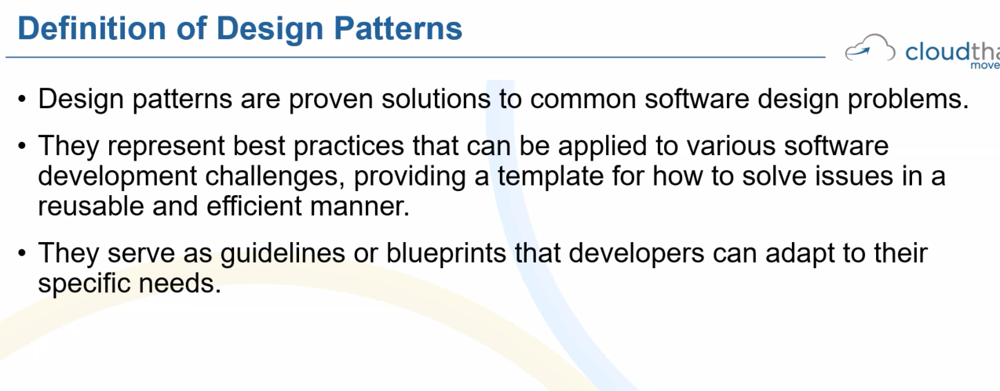 Definition of Design Patterns
cloudtha
move
• Design patterns are proven solutions to common software design problems.
• They represent best practices that can be applied to various software
development challenges, providing a template for how to solve issues in a
reusable and efficient manner.
• They serve as guidelines or blueprints that developers can adapt to their
specific needs.